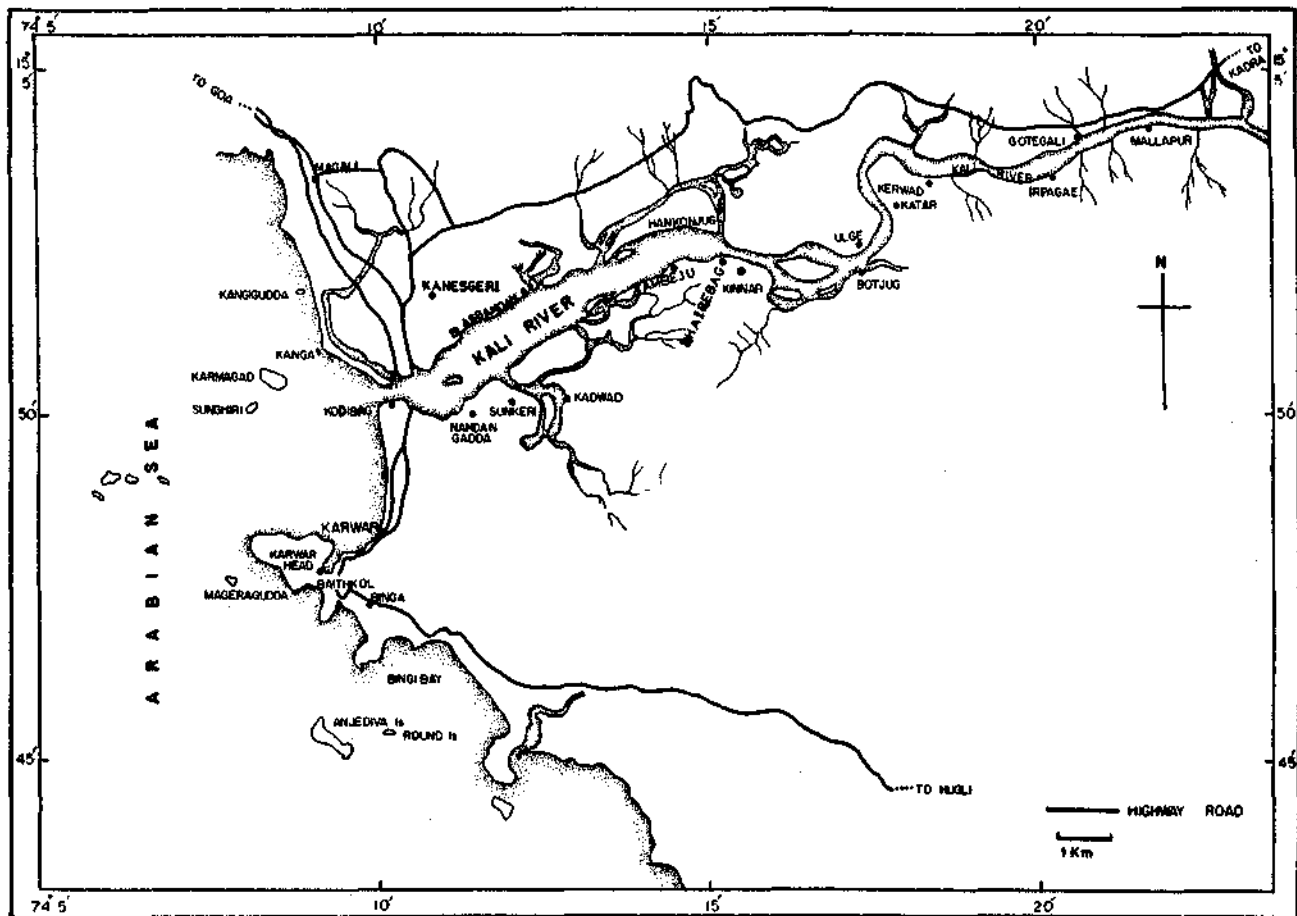 74° 5′
10′
15′
20′
15° 5′
15° 5′
TO GOA
TO KADRA
HAGALI
GOTEGALI
MALLAPUR
KALI RIVER
IRPAGAE
KERWAD
KATAR
HANKONJUG
ULGE
BOTJUG
KINNAR
HAIREBAG
KANESGERI
KALI RIVER
N
KANGIGUDDA
KANGA
KARMAGAD
SUNGHIRI
KODIBAG
50′
50′
NANDAN GADDA
SUNKERI
KADWAD
ARABIAN SEA
KARWAR
KARWAR HEAD
BAITHKOL
MAGERAGUDDA
BINGA
BINGI BAY
ANJEDIVA Is
ROUND Is
45′
45′
TO HUGLI
HIGHWAY ROAD
1 Km
74° 5′
10′
15′
20′